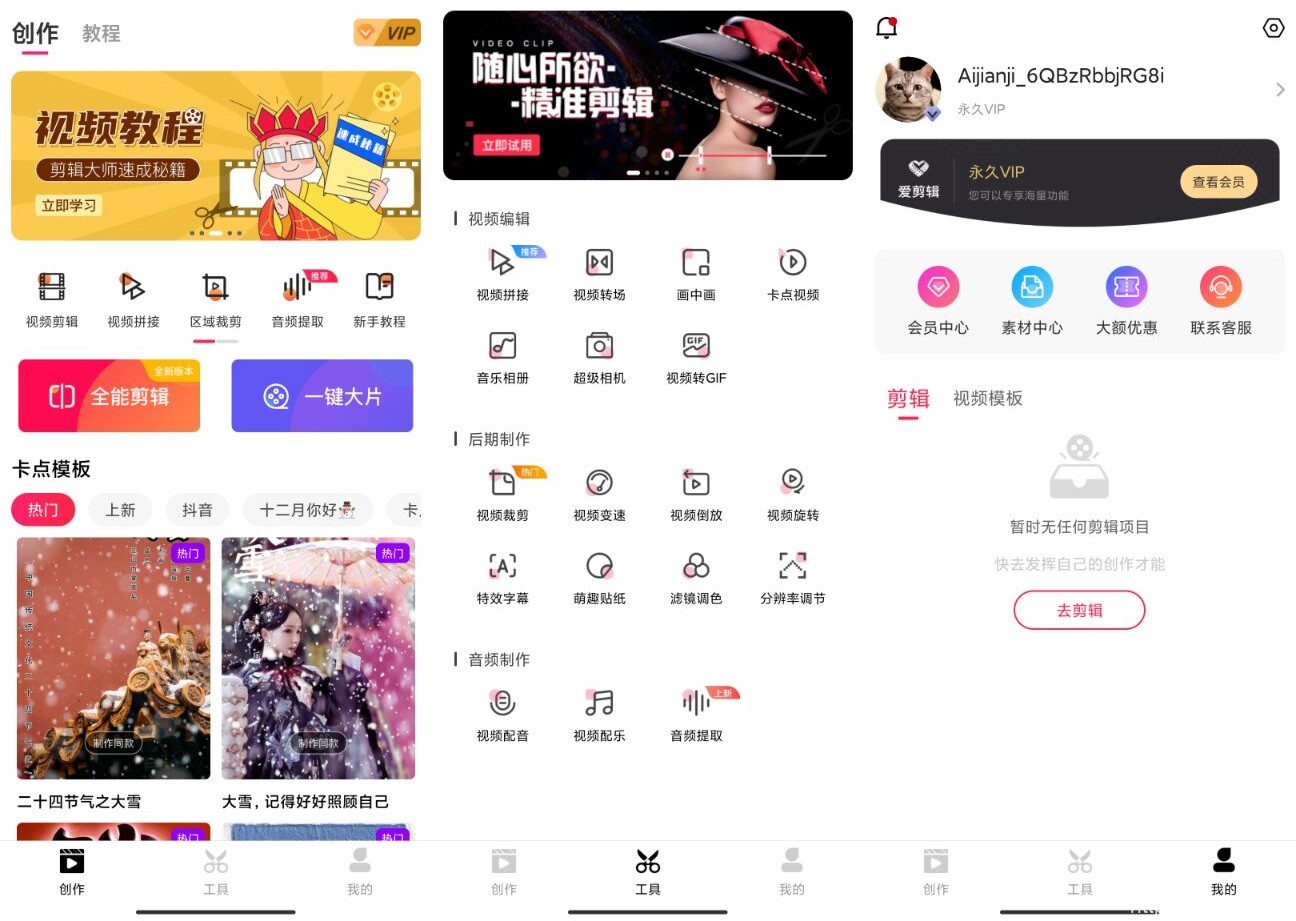 创作 教程 VIP
视频教程
剪辑大师速成秘籍
立即学习
速成秘籍
推荐
视频剪辑 视频拼接 区域裁剪 音频提取 新手教程
全新版本
全能剪辑 一键大片
卡点模板
热门 上新 抖音 十二月你好 卡
热门 热门
制作同款 制作同款
二十四节气之大雪 大雪，记得好好照顾自己
热门 热门
创作 工具 我的
VIDEO CLIP
随心所欲-
-精准剪辑
立即试用
视频编辑
推荐
视频拼接 视频转场 画中画 卡点视频
GIF
音乐相册 超级相机 视频转GIF
后期制作
热门
视频裁剪 视频变速 视频倒放 视频旋转
A
特效字幕 萌趣贴纸 滤镜调色 分辨率调节
音频制作
上新
视频配音 视频配乐 音频提取
创作 工具 我的
Aijianji_6QBzRbbjRG8i
永久VIP
爱剪辑
永久VIP
您可以专享海量功能
查看会员
会员中心 素材中心 大额优惠 联系客服
剪辑 视频模板
暂时无任何剪辑项目
快去发挥自己的创作才能
去剪辑
创作 工具 我的